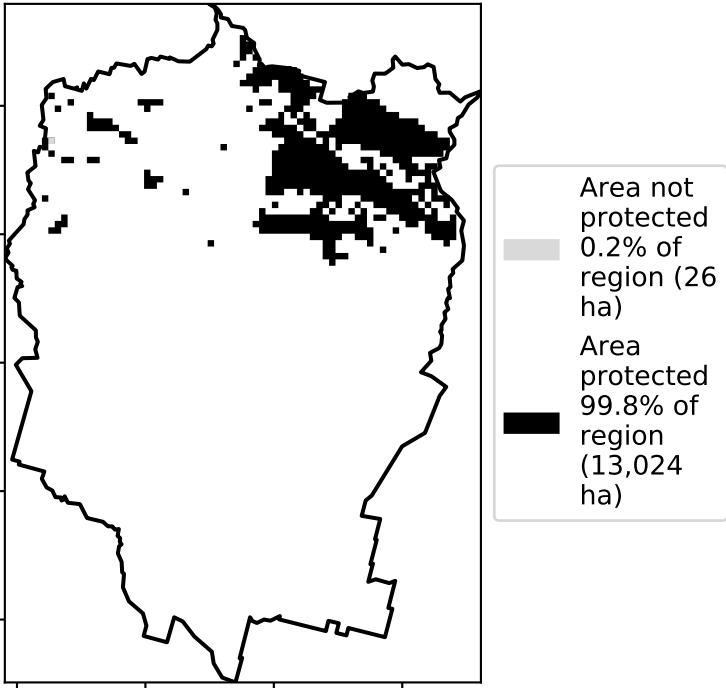 Area not
protected
0.2% of
region (26
ha)
Area
protected
99.8% of
region
(13,024
ha)